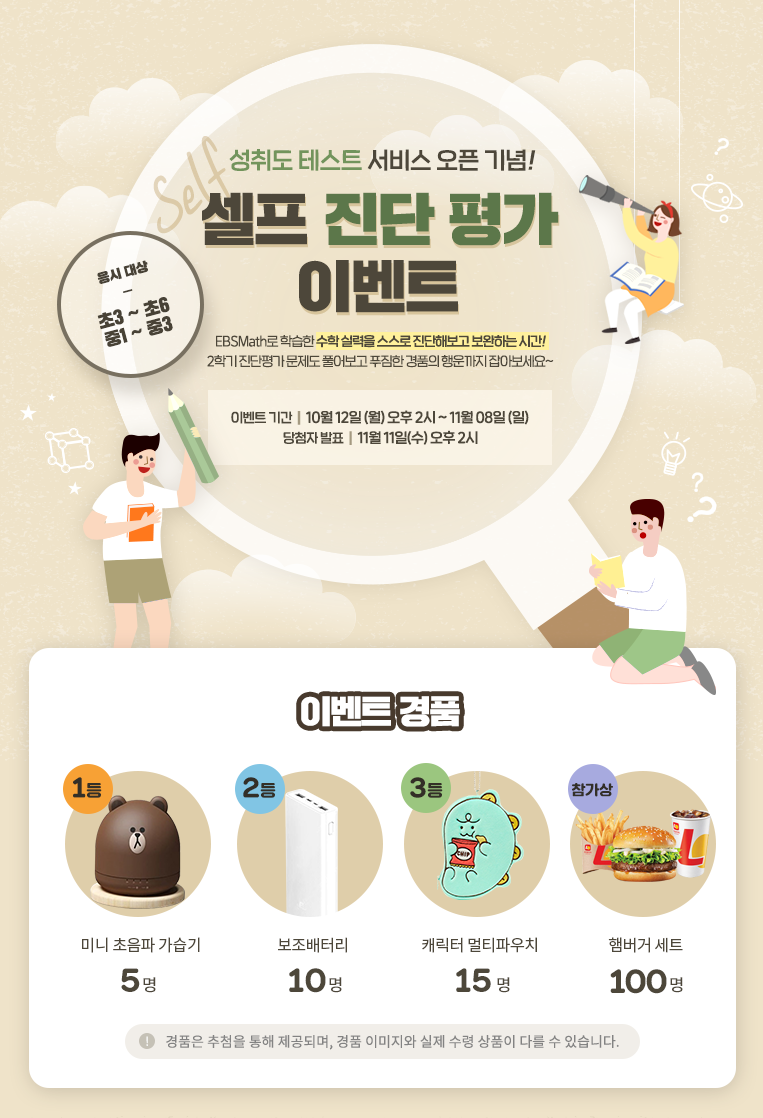 Self
성취도 테스트 서비스 오픈 기념!
셀프 진단 평가
이벤트
응시 대상
초3 ~ 초6
중1 ~ 중3
EBSMath로 학습한 수학 실력을 스스로 진단해보고 보완하는 시간!
2학기 진단평가 문제도 풀어보고 푸짐한 경품의 행운까지 잡아보세요~
이벤트 기간 | 10월 12일 (월) 오후 2시 ~ 11월 08일 (일)
당첨자 발표 | 11월 11일(수) 오후 2시
이벤트 경품
1등
2등
3등
참가상
CHIP
미니 초음파 가습기
보조배터리
캐릭터 멀티파우치
햄버거 세트
5명
10명
15명
100명
! 경품은 추첨을 통해 제공되며, 경품 이미지와 실제 수령 상품이 다를 수 있습니다.